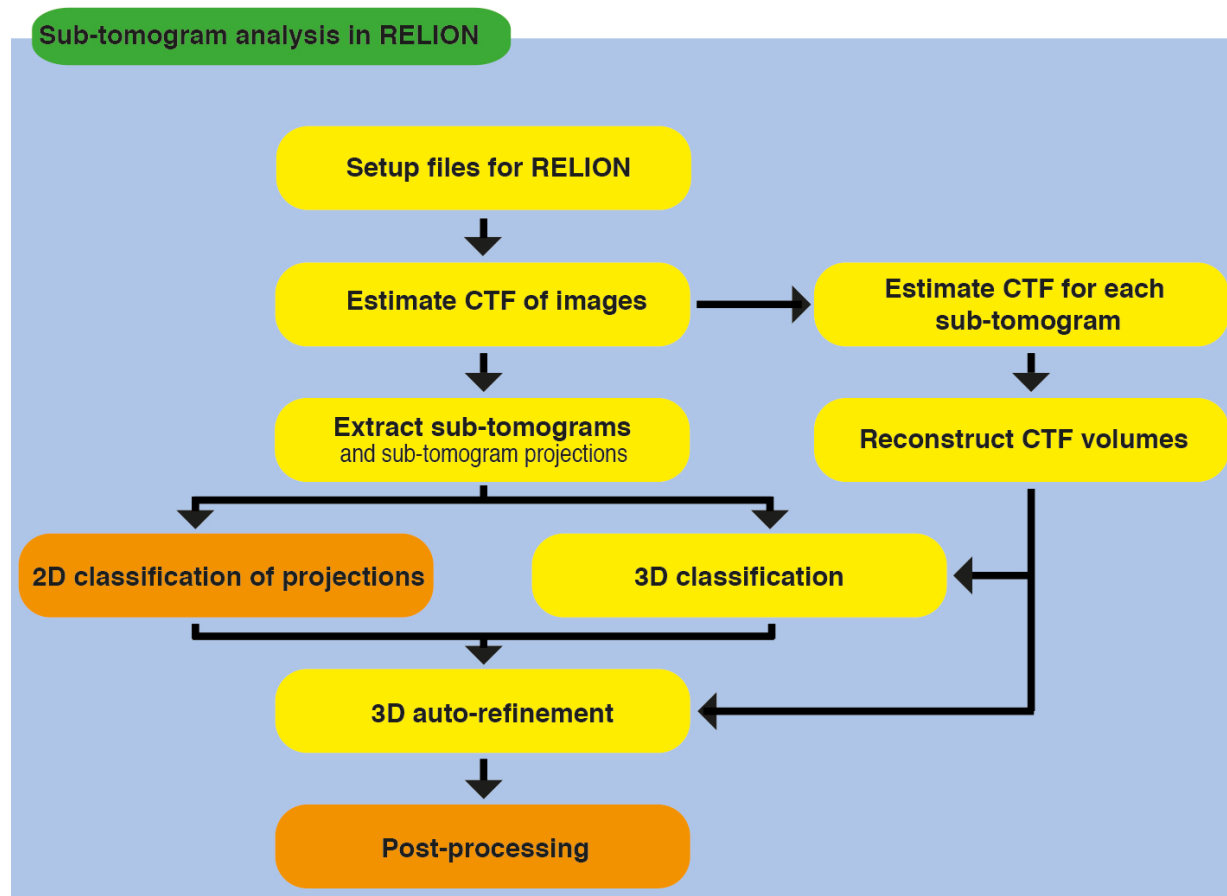 Sub-tomogram analysis in RELION
Setup files for RELION
Estimate CTF of images
Estimate CTF for each
sub-tomogram
Extract sub-tomograms
and sub-tomogram projections
Reconstruct CTF volumes
2D classification of projections
3D classification
3D auto-refinement
Post-processing